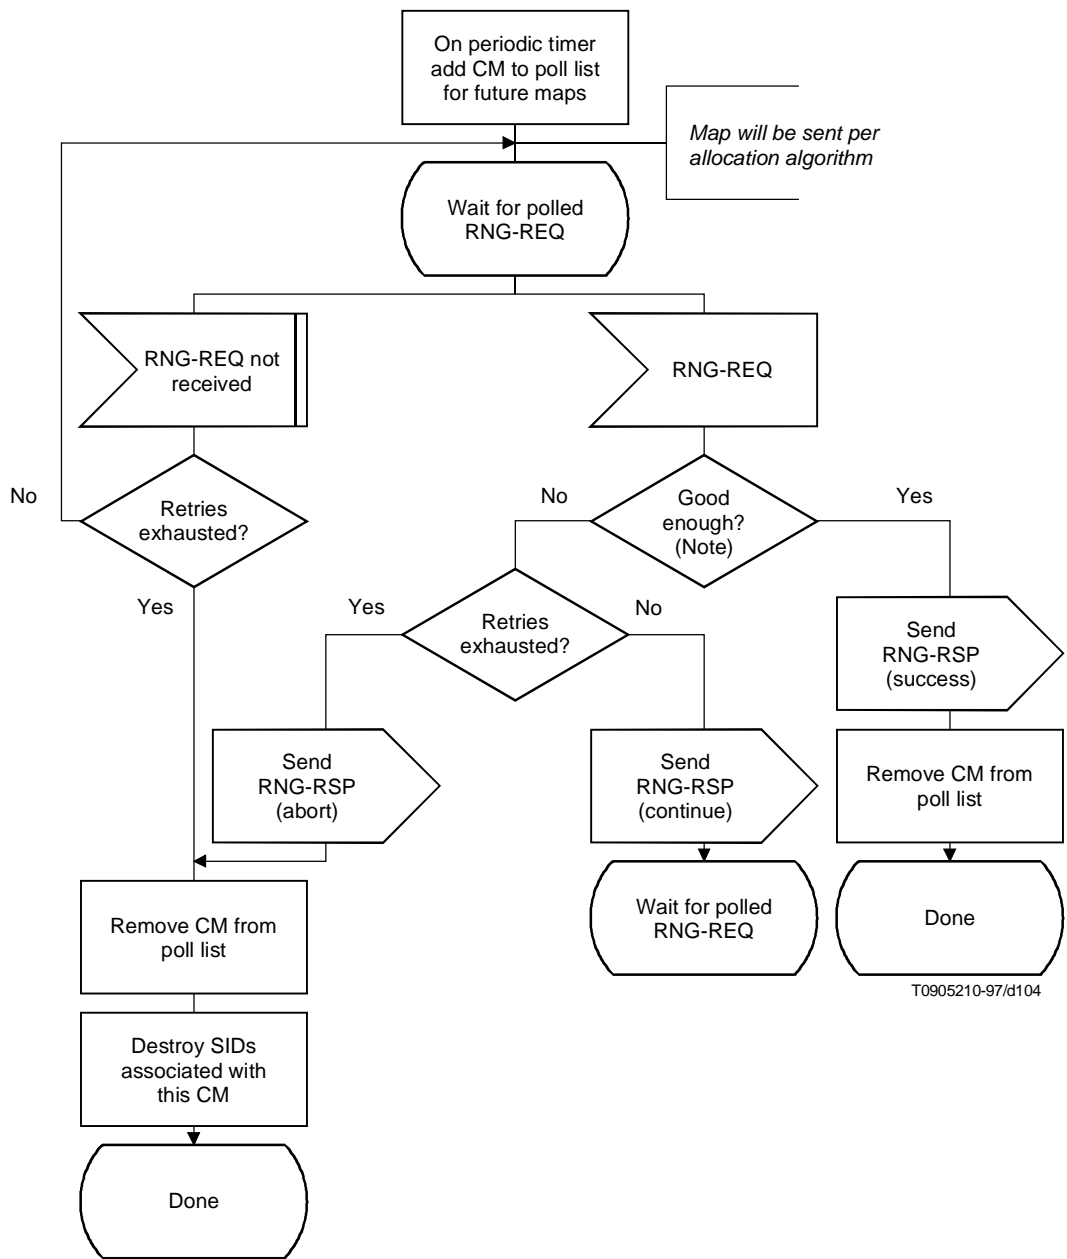 On periodic timer
add CM to poll list
for future maps
Map will be sent per
allocation algorithm
Wait for polled
RNG-REQ
RNG-REQ not
received
RNG-REQ
No
Retries
exhausted?
No
Good
enough?
(Note)
Yes
Yes
Yes
Retries
exhausted?
No
Send
RNG-RSP
(success)
Send
RNG-RSP
(abort)
Send
RNG-RSP
(continue)
Remove CM from
poll list
Remove CM from
poll list
Wait for polled
RNG-REQ
Done
T0905210-97/d104
Destroy SIDs
associated with
this CM
Done